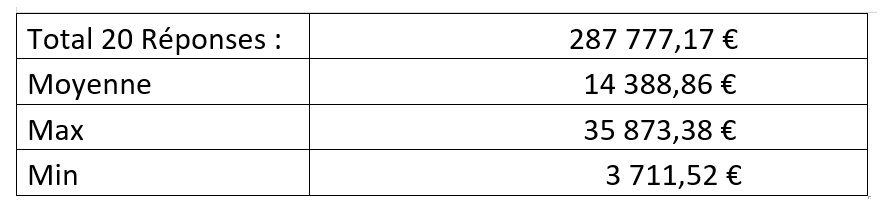 Total 20 Réponses : 287 777,17 €
Moyenne 14 388,86 €
Max 35 873,38 €
Min 3 711,52 €